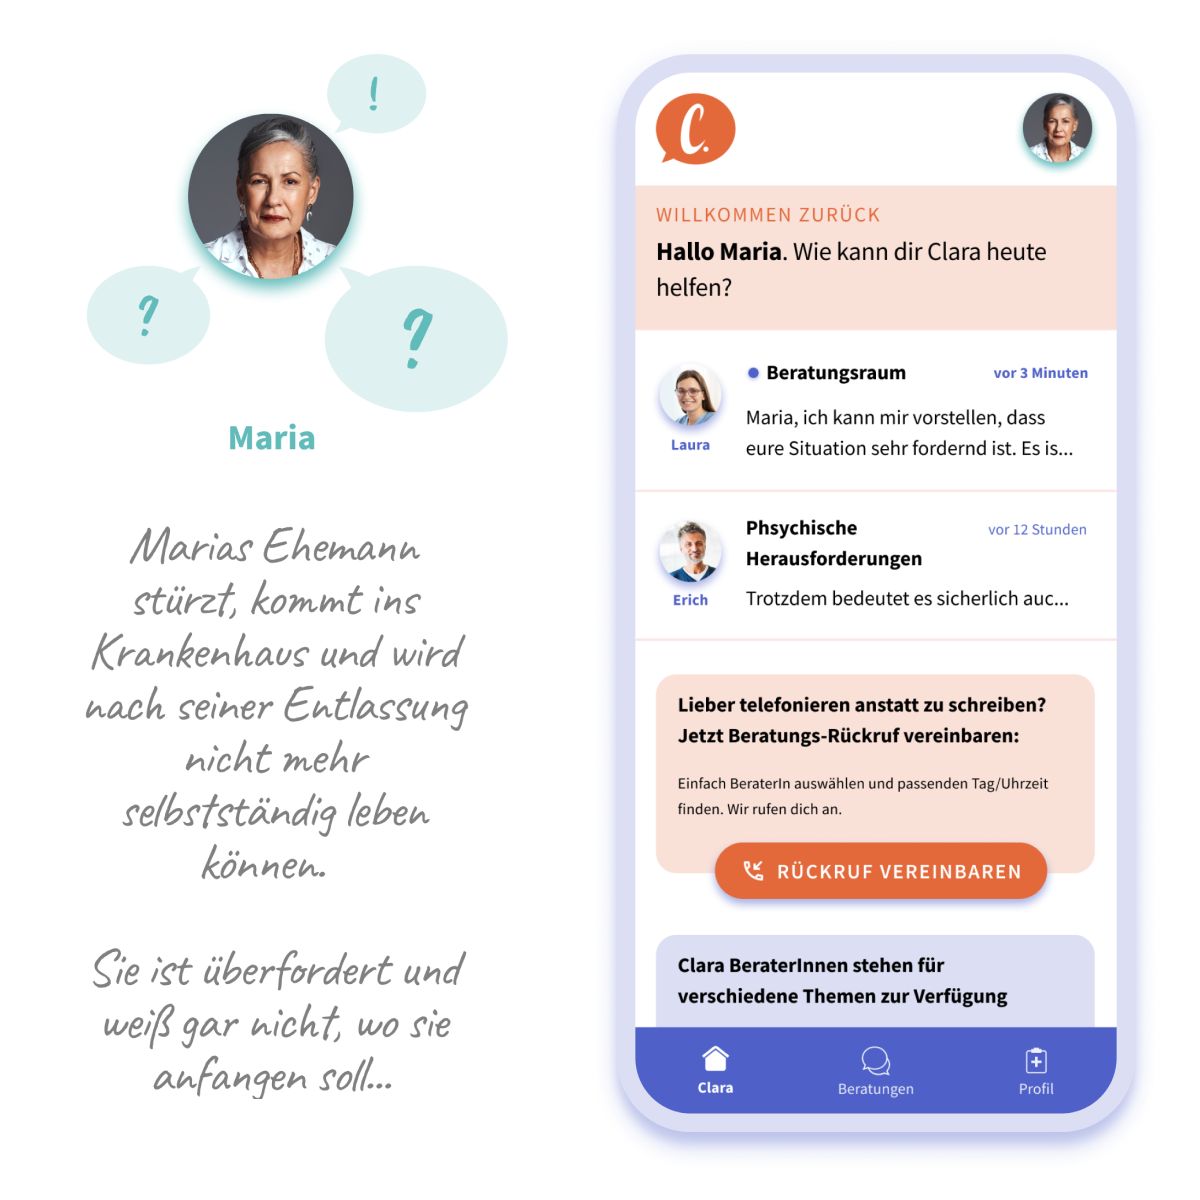 !
?
?
Maria
Marias Ehemann
stürzt, kommt ins
Krankenhaus und wird
nach seiner Entlassung
nicht mehr
selbstständig leben
können.
Sie ist überfordert und
weiß gar nicht, wo sie
anfangen soll...
C.
WILLKOMMEN ZURÜCK
Hallo Maria. Wie kann dir Clara heute
helfen?
Beratungsraum
vor 3 Minuten
Maria, ich kann mir vorstellen, dass
eure Situation sehr fordernd ist. Es is...
Laura
Phsychische
Herausforderungen
vor 12 Stunden
Trotzdem bedeutet es sicherlich auc...
Erich
Lieber telefonieren anstatt zu schreiben?
Jetzt Beratungs-Rückruf vereinbaren:
Einfach BeraterIn auswählen und passenden Tag/Uhrzeit
finden. Wir rufen dich an.
RÜCKRUF VEREINBAREN
Clara BeraterInnen stehen für
verschiedene Themen zur Verfügung
Clara
Beratungen
Profil